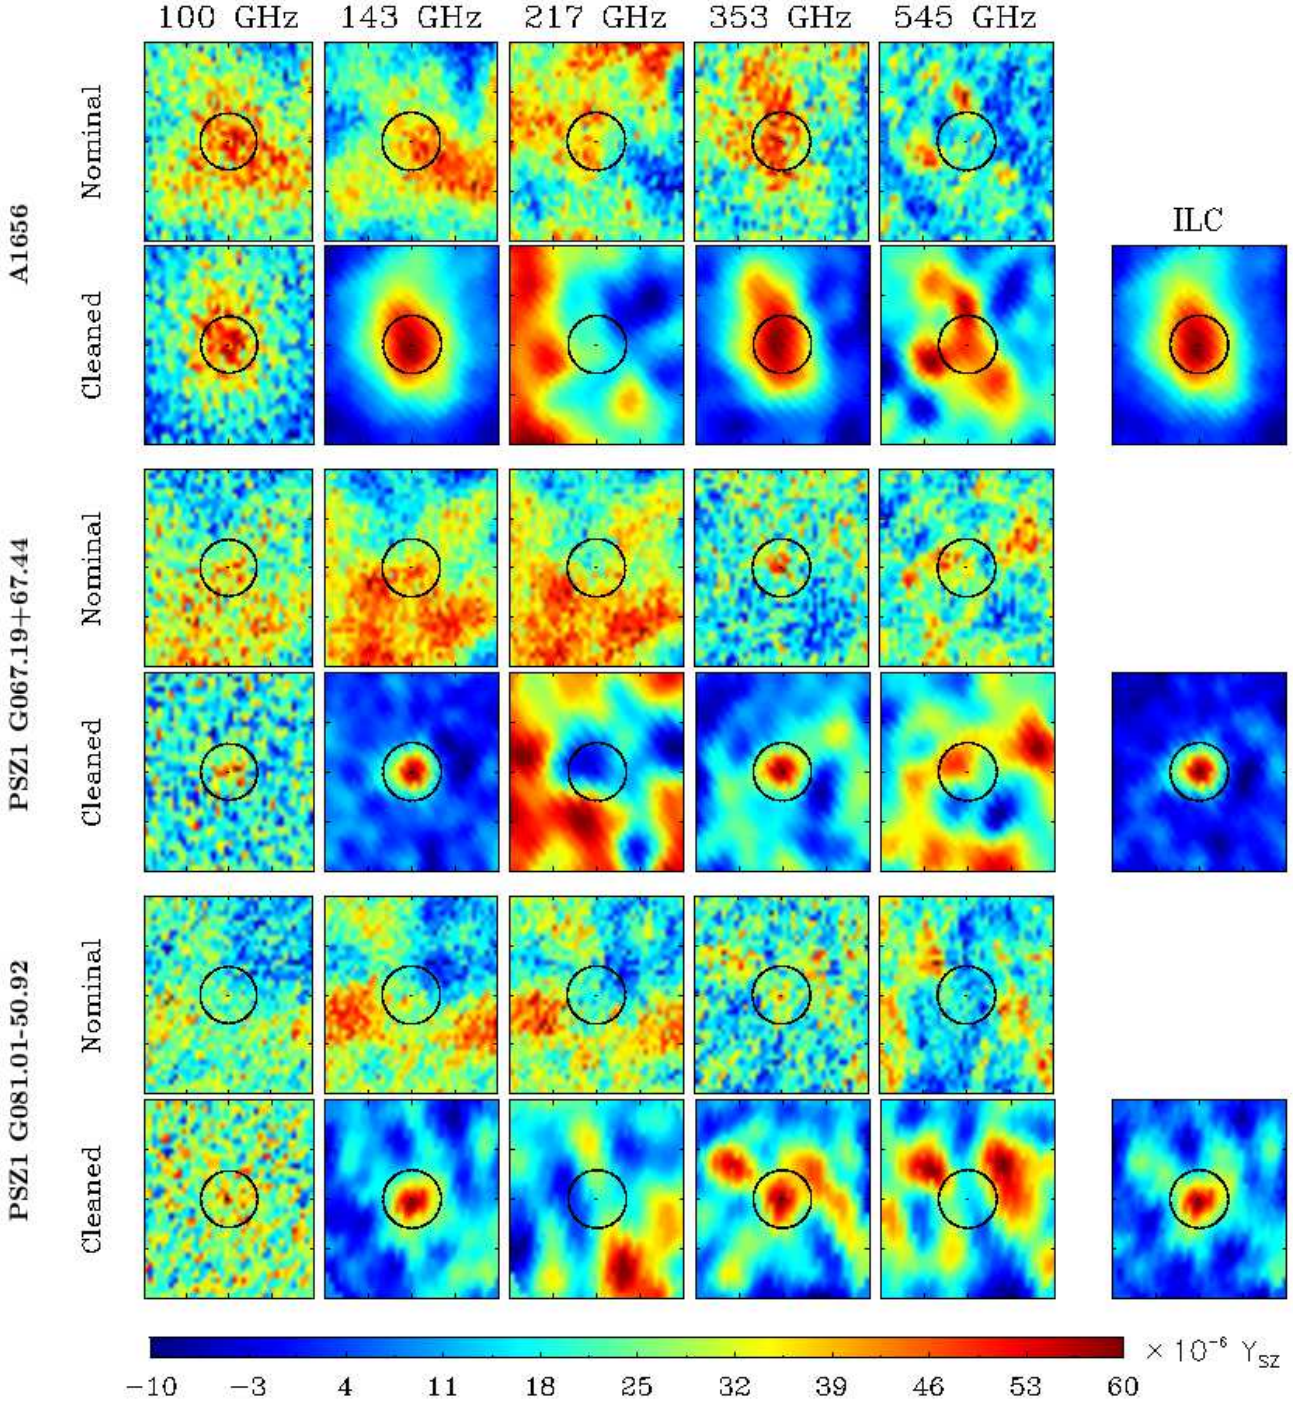 100 GHz 143 GHz 217 GHz 353 GHz 545 GHz
A1656
Nominal
Cleaned
ILC
PSZ1 G067.19+67.44
Nominal
Cleaned
PSZ1 G081.01-50.92
Nominal
Cleaned
−10 −3 4 11 18 25 32 39 46 53 60
× 10⁻⁶ Y_SZ